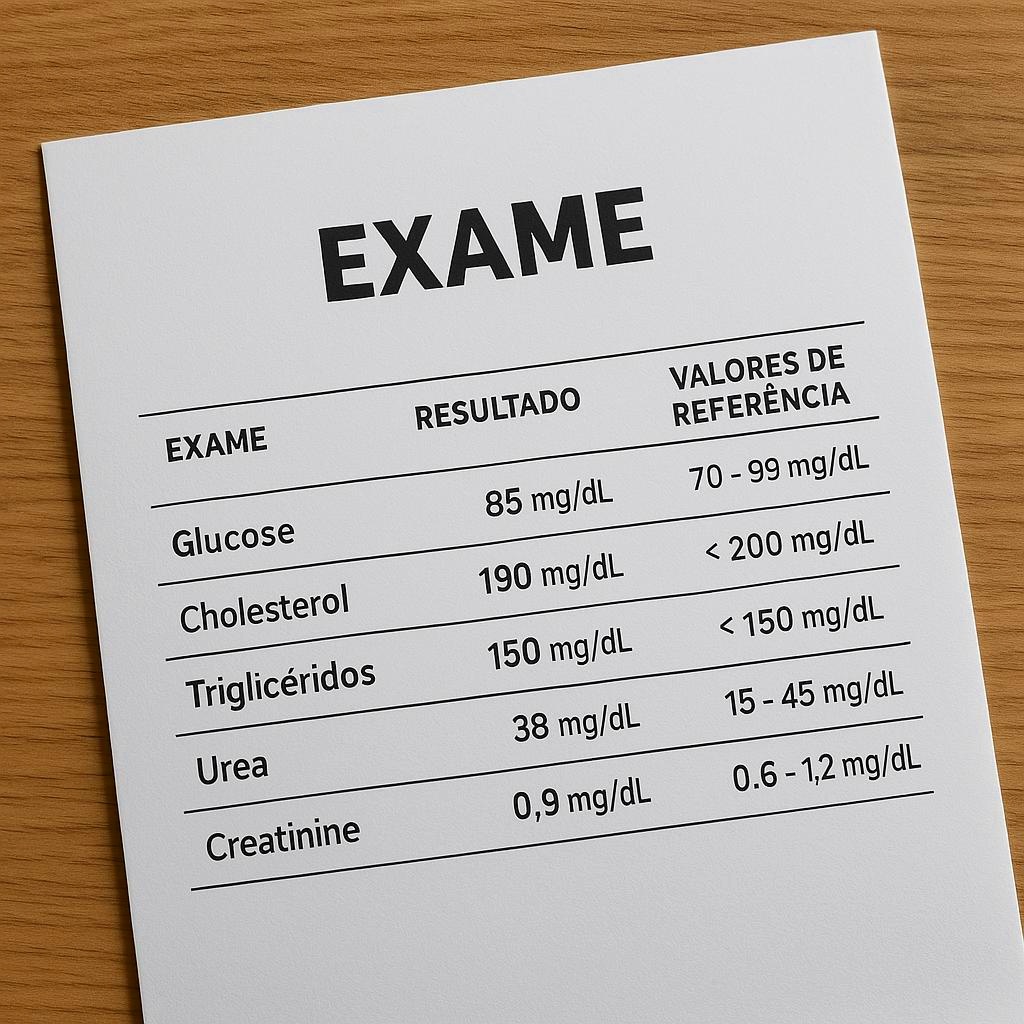 EXAME
EXAME RESULTADO VALORES DE
REFERÊNCIA
Glucose 85 mg/dL 70 - 99 mg/dL
Cholesterol 190 mg/dL < 200 mg/dL
Triglicéridos 150 mg/dL < 150 mg/dL
Urea 38 mg/dL 15 - 45 mg/dL
Creatinine 0,9 mg/dL 0.6 - 1,2 mg/dL